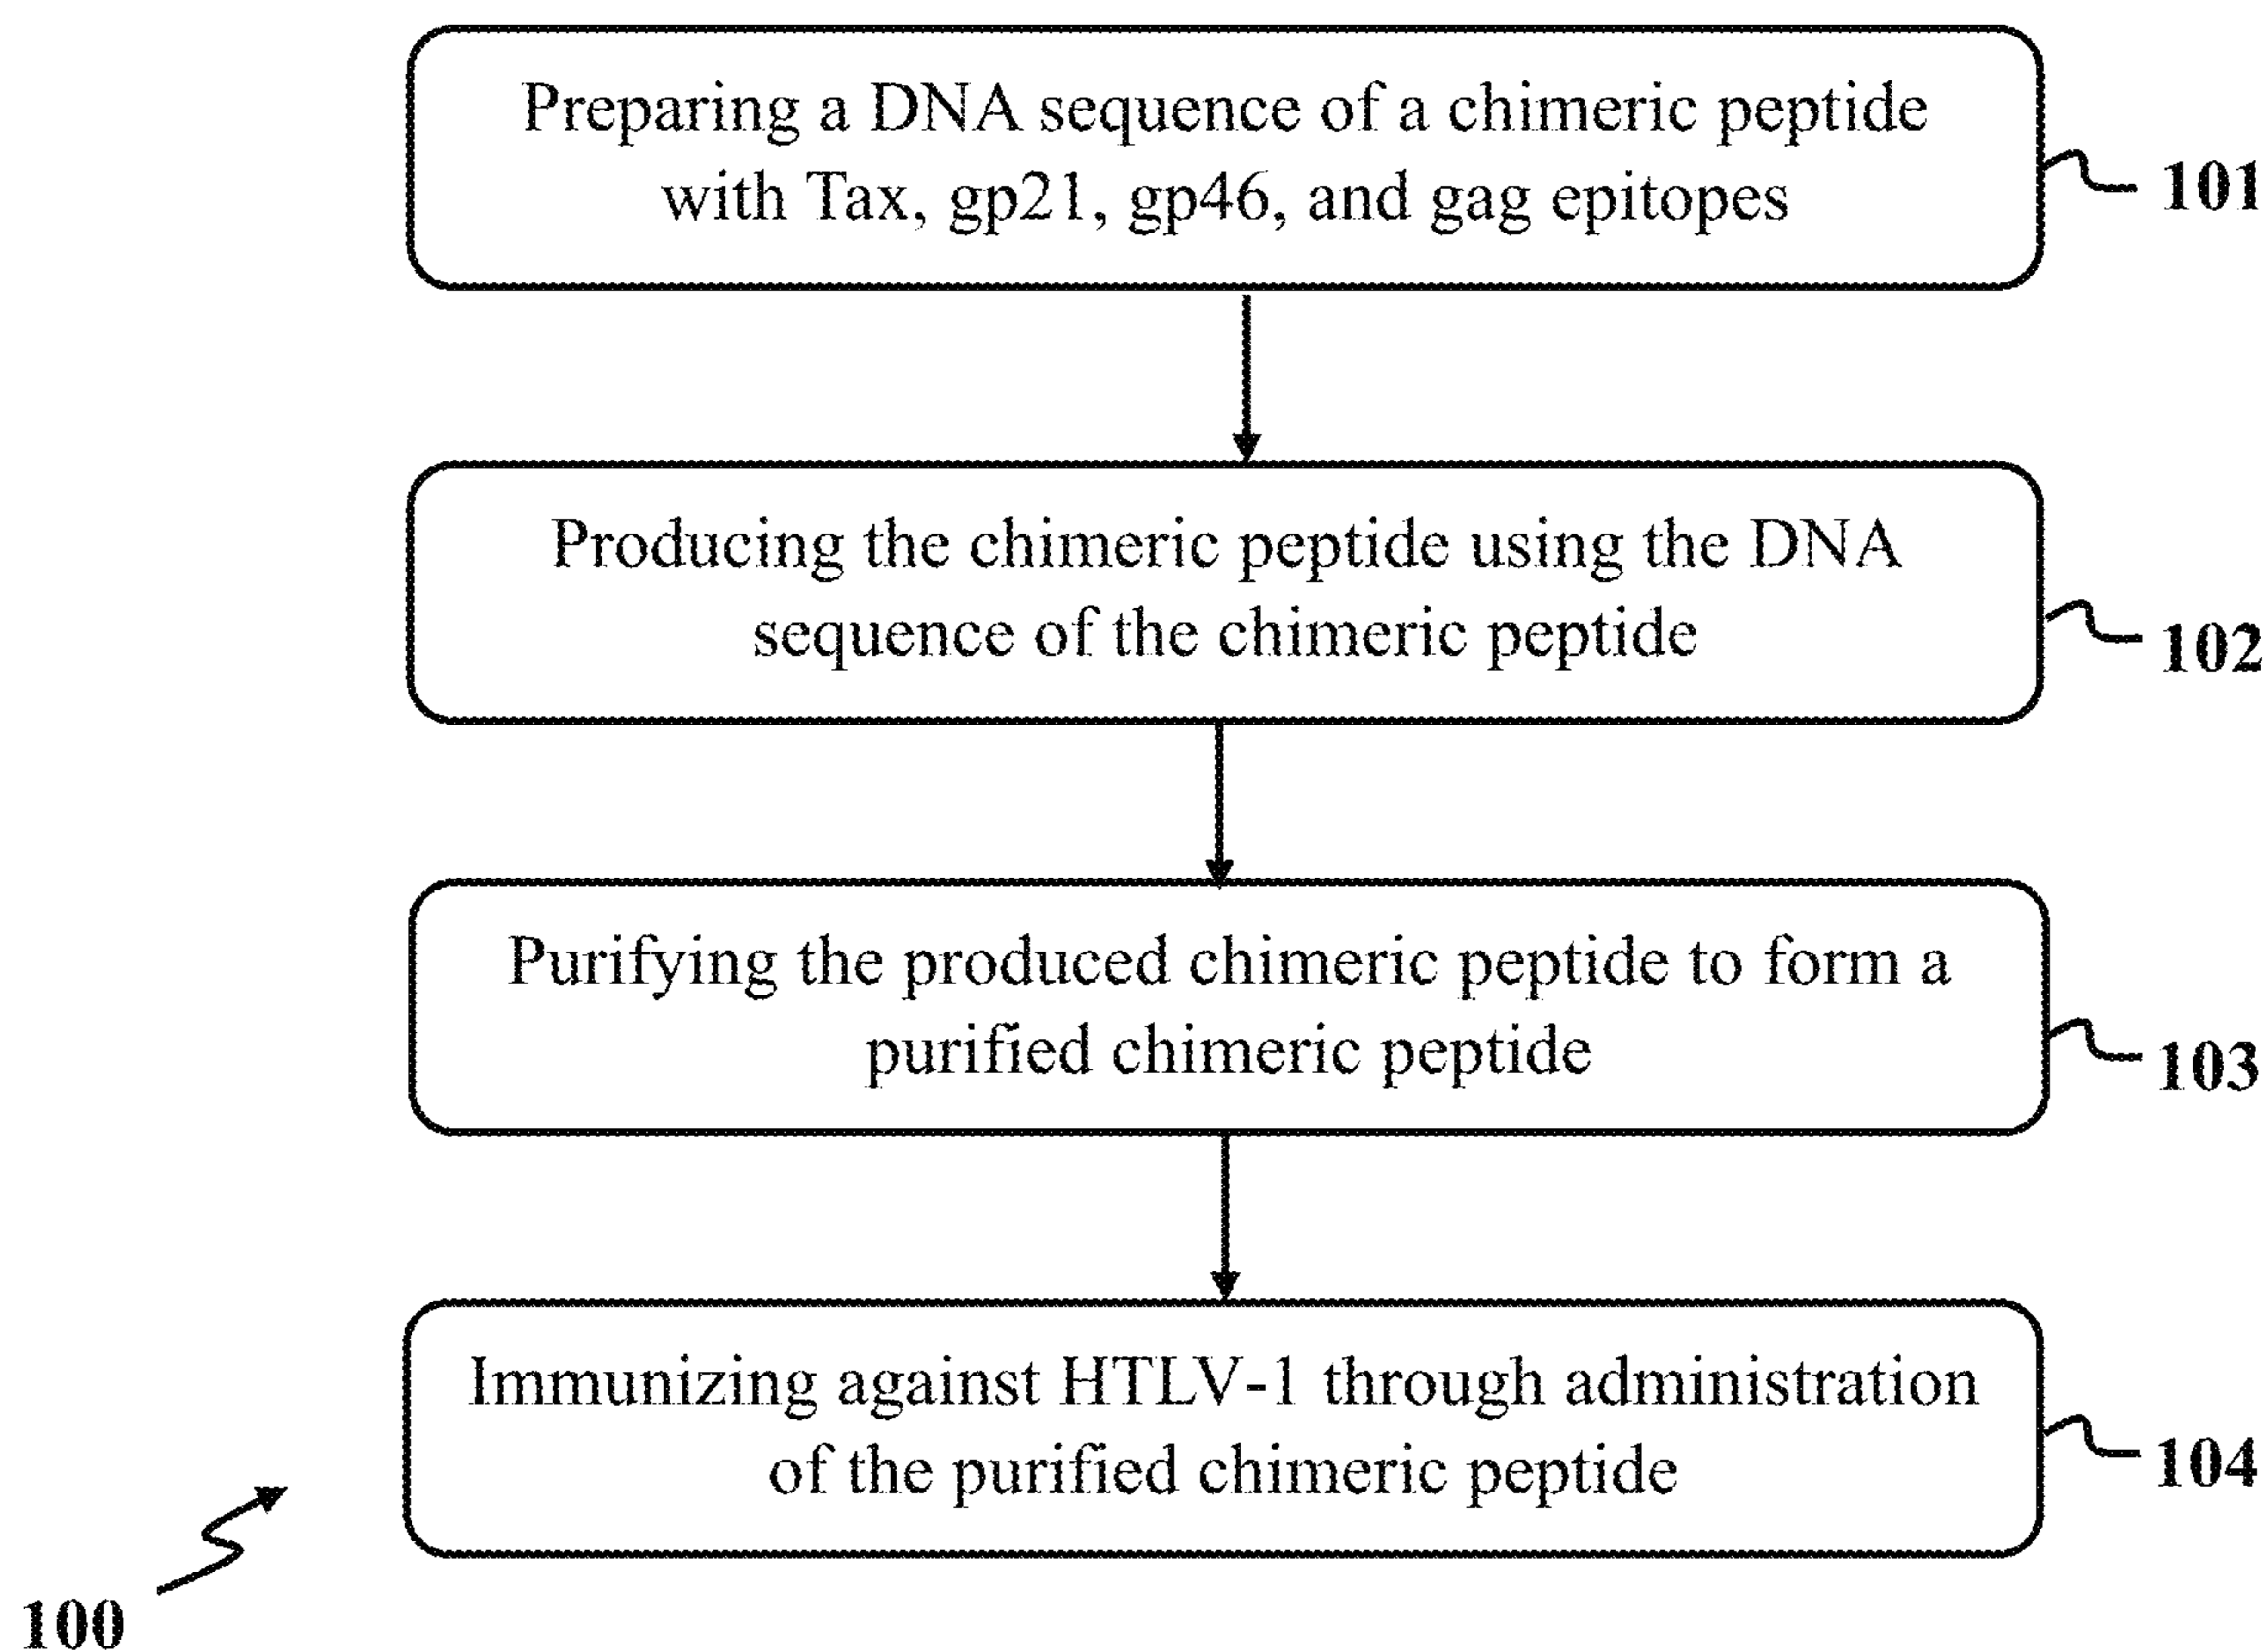 Preparing a DNA sequence of a chimeric peptide
with Tax, gp21, gp46, and gag epitopes
101
Producing the chimeric peptide using the DNA
sequence of the chimeric peptide
102
Purifying the produced chimeric peptide to form a
purified chimeric peptide
103
Immunizing against HTLV-1 through administration
of the purified chimeric peptide
104
100